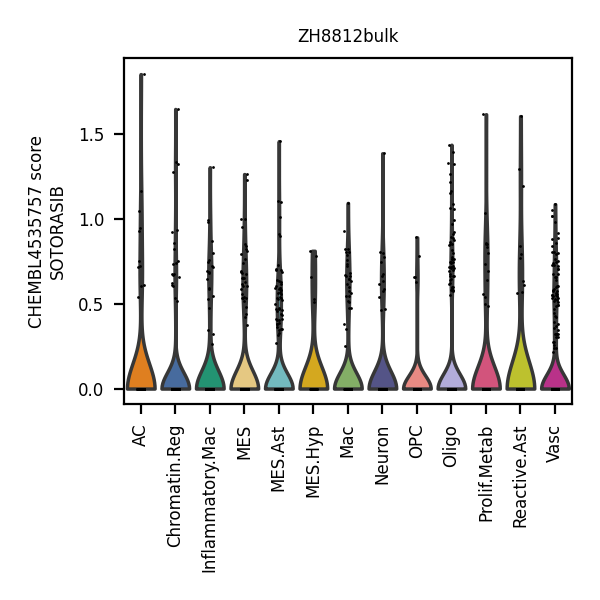 ZH8812bulk
CHEMBL4535757 score
SOTORASIB
1.5
1.0
0.5
0.0
AC
Chromatin.Reg
Inflammatory.Mac
MES
MES.Ast
MES.Hyp
Mac
Neuron
OPC
Oligo
Prolif.Metab
Reactive.Ast
Vasc